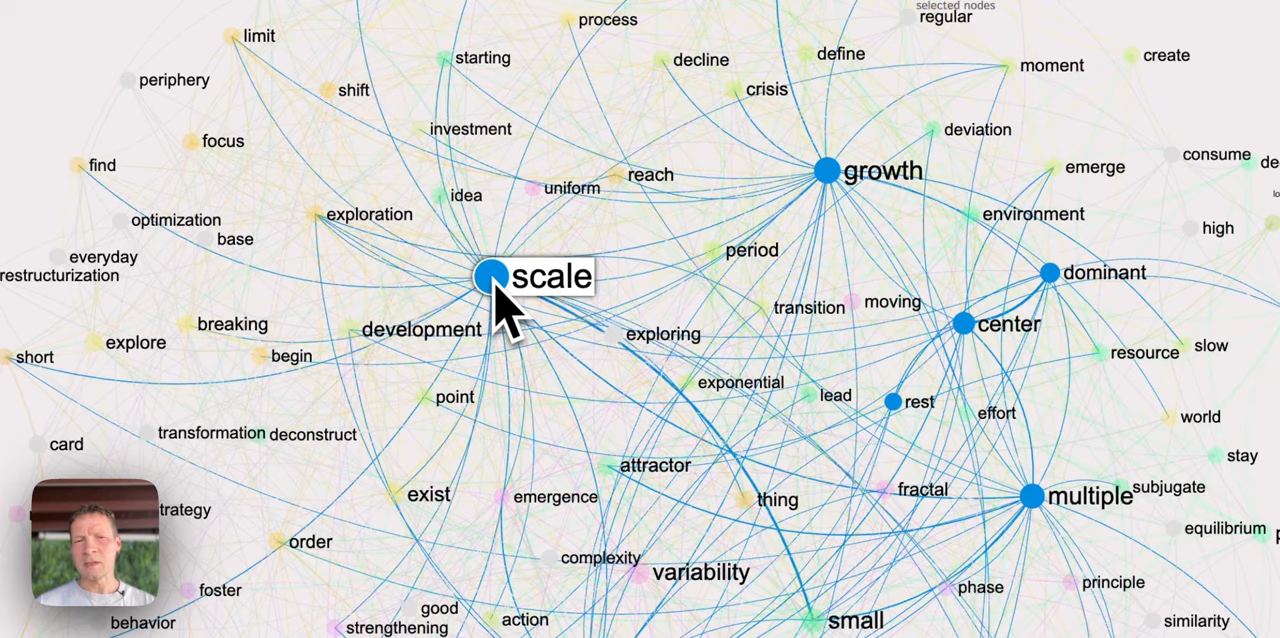 selected nodes
process
regular
limit
define
create
starting
decline
moment
periphery
shift
crisis
investment
deviation
focus
consume
find
reach
emerge
de
uniform
idea
lo
exploration
environment
optimization
high
base
growth
period
everyday
restructurization
dominant
scale
moving
transition
breaking
center
development
exploring
explore
slow
short
begin
resource
exponential
point
lead
rest
effort
world
transformation
deconstruct
card
stay
attractor
subjugate
fractal
exist
emergence
thing
multiple
trategy
equilibrium
p
order
complexity
variability
principle
foster
phase
good
action
small
similarity
behavior
strengthening